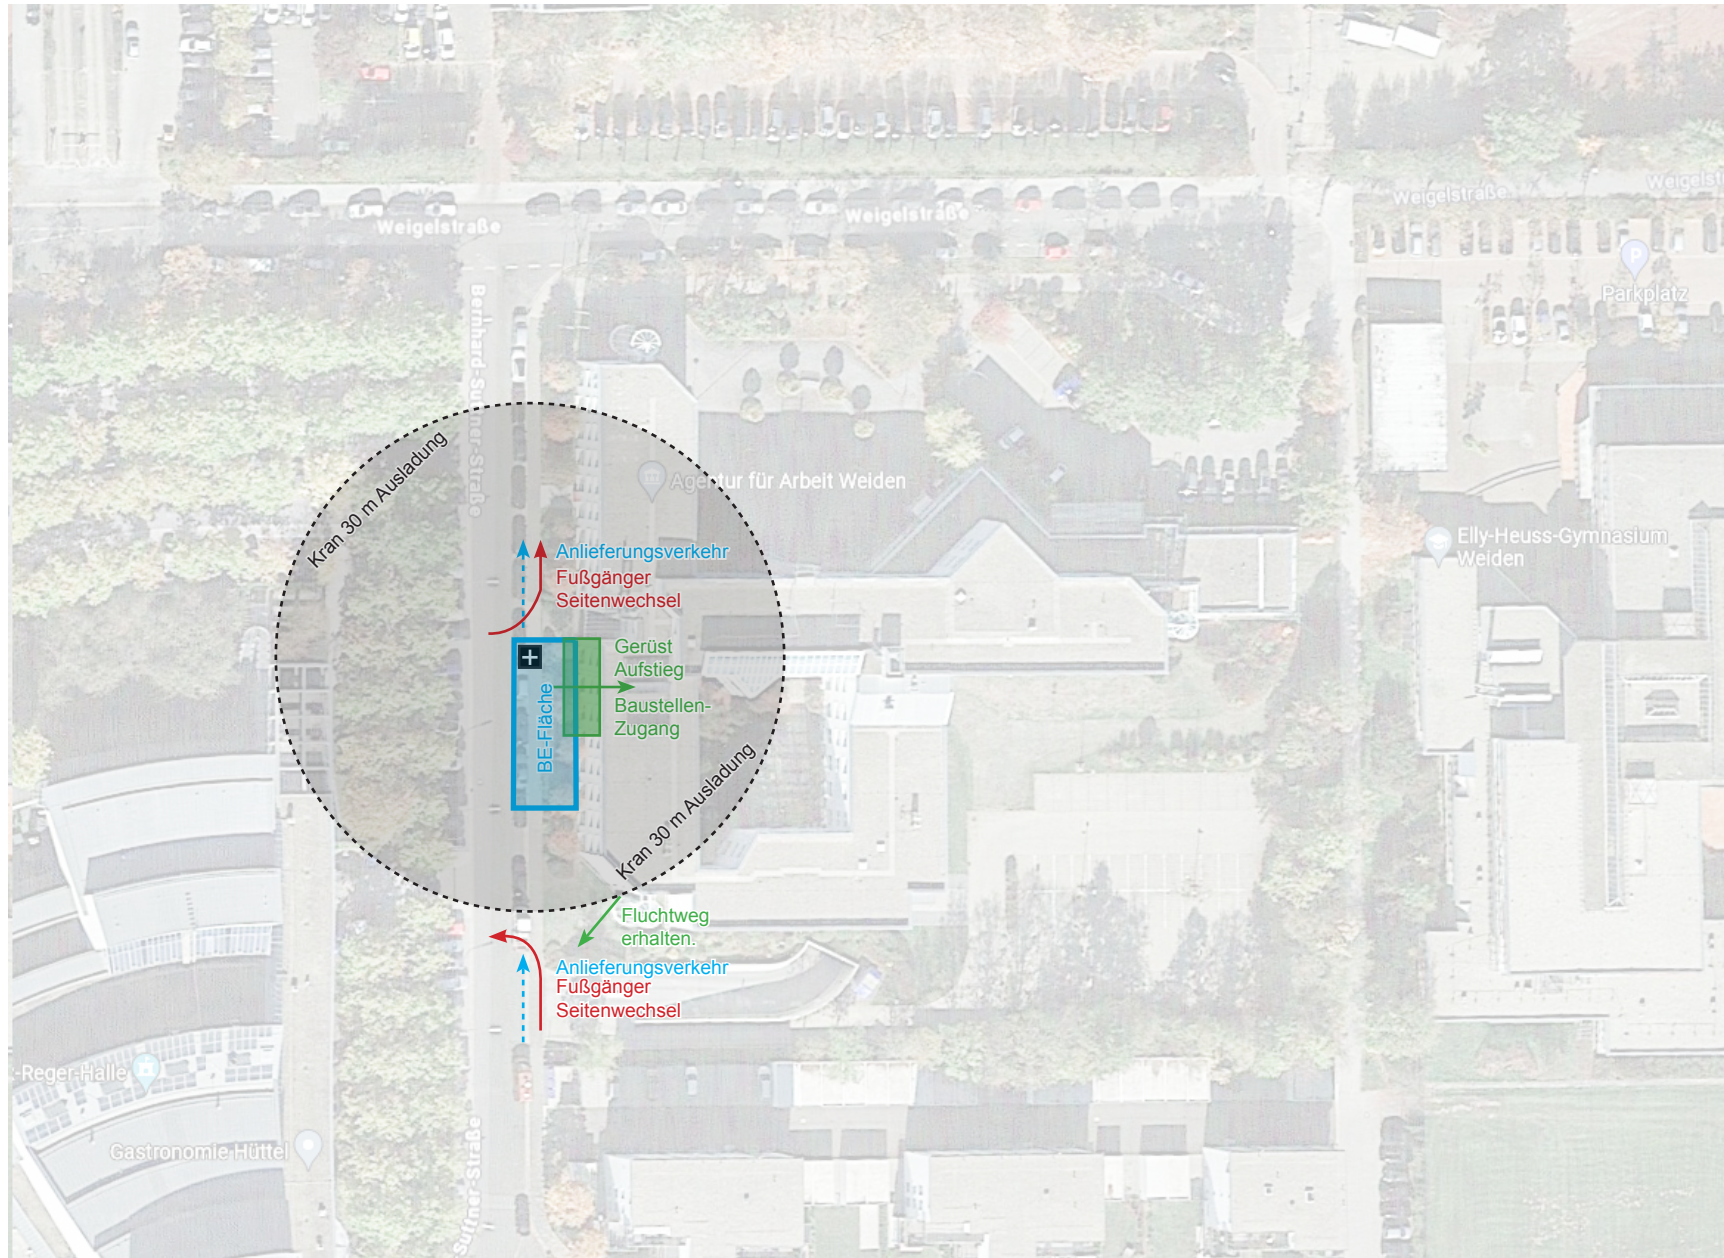 Weigelstraße
Weigelstraße
Weigelstraße
Weigelst
Parkplatz
Bernhard-Suttner-Straße
Kran 30 m Ausladung
Agentur für Arbeit Weiden
Elly-Heuss-Gymnasium
Weiden
Anlieferungsverkehr
Fußgänger
Seitenwechsel
Gerüst
Aufstieg
Baustellen-
Zugang
BE-Fläche
Kran 30 m Ausladung
Fluchtweg
erhalten.
Anlieferungsverkehr
Fußgänger
Seitenwechsel
-Reger-Halle
Gastronomie Hüttel
Suttner-Straße